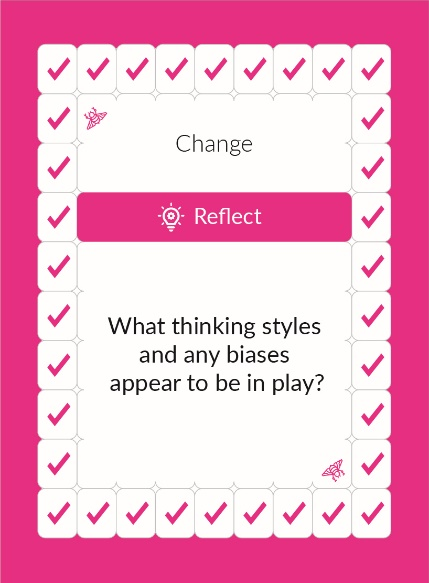 Change
Reflect
What thinking styles
and any biases
appear to be in play?